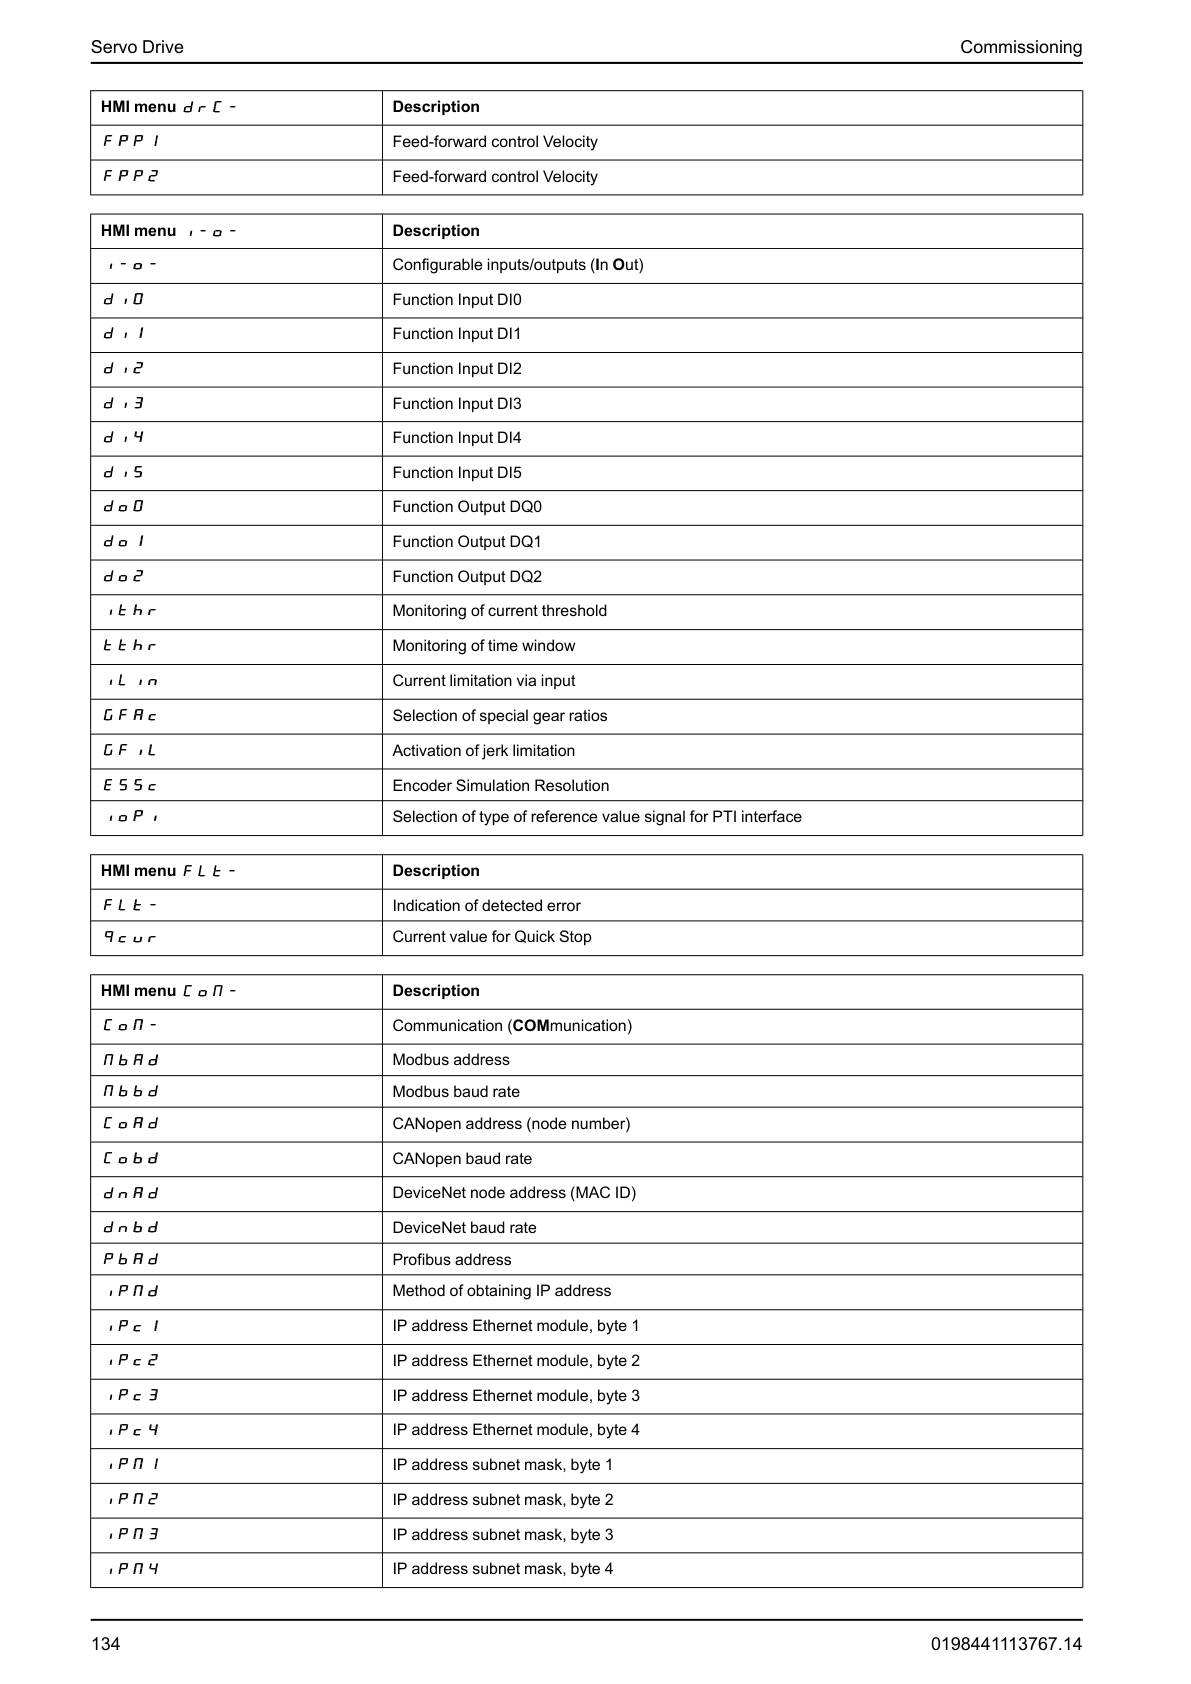 Servo Drive Commissioning
HMI menu drC- Description
FPP1 Feed-forward control Velocity
FPP2 Feed-forward control Velocity
HMI menu i-o- Description
i-o- Configurable inputs/outputs (In Out)
di0 Function Input DI0
di1 Function Input DI1
di2 Function Input DI2
di3 Function Input DI3
di4 Function Input DI4
di5 Function Input DI5
do0 Function Output DQ0
do1 Function Output DQ1
do2 Function Output DQ2
ithr Monitoring of current threshold
tthr Monitoring of time window
iLin Current limitation via input
GFAc Selection of special gear ratios
GFiL Activation of jerk limitation
ESSc Encoder Simulation Resolution
ioPi Selection of type of reference value signal for PTI interface
HMI menu FLt- Description
FLt- Indication of detected error
qcur Current value for Quick Stop
HMI menu CoM- Description
CoM- Communication (COMmunication)
MbAd Modbus address
Mbbd Modbus baud rate
CoAd CANopen address (node number)
Cobd CANopen baud rate
dnAd DeviceNet node address (MAC ID)
dnbd DeviceNet baud rate
PbAd Profibus address
iPMd Method of obtaining IP address
iPc1 IP address Ethernet module, byte 1
iPc2 IP address Ethernet module, byte 2
iPc3 IP address Ethernet module, byte 3
iPc4 IP address Ethernet module, byte 4
iPM1 IP address subnet mask, byte 1
iPM2 IP address subnet mask, byte 2
iPM3 IP address subnet mask, byte 3
iPM4 IP address subnet mask, byte 4
134 0198441113767.14